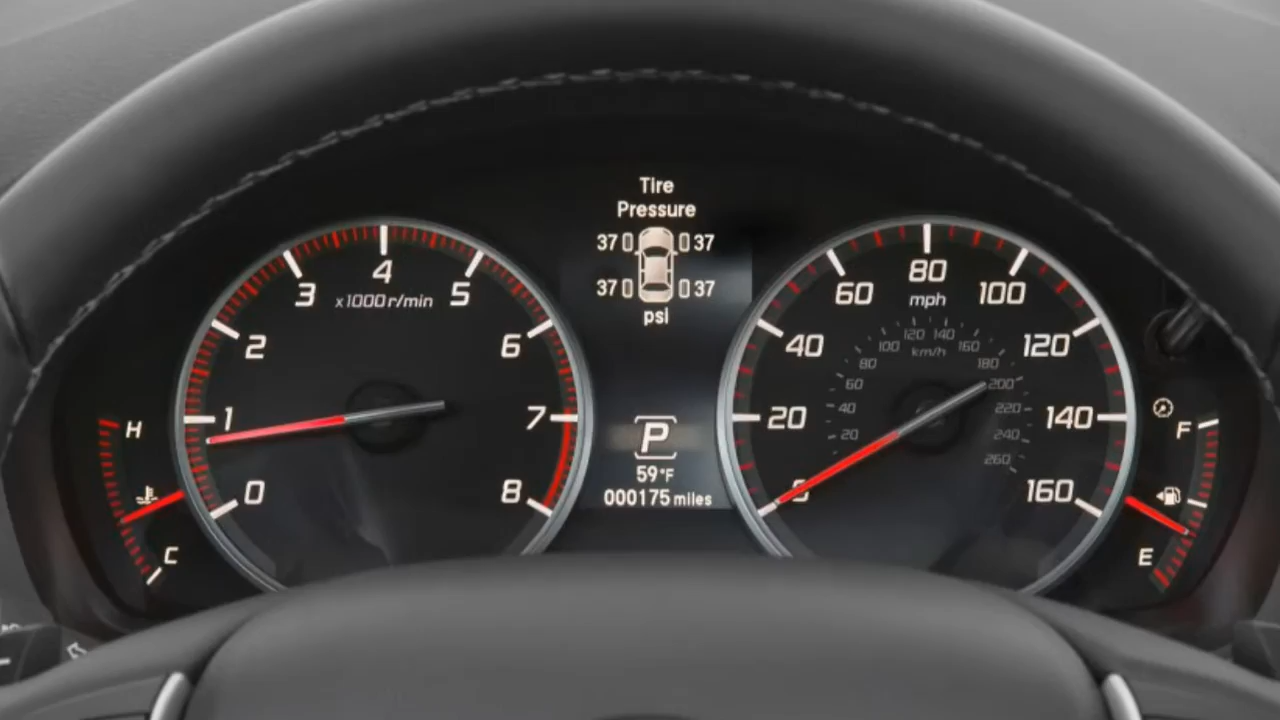 Tire
Pressure
37 37
37 37
psi
0
1
2
3
4
5
6
7
8
x1000 r/min
H
C
P
59°F
000175 miles
0
20
40
60
80
100
120
140
160
mph
20
40
60
80
100
120
140
160
180
200
220
240
260
km/h
F
E